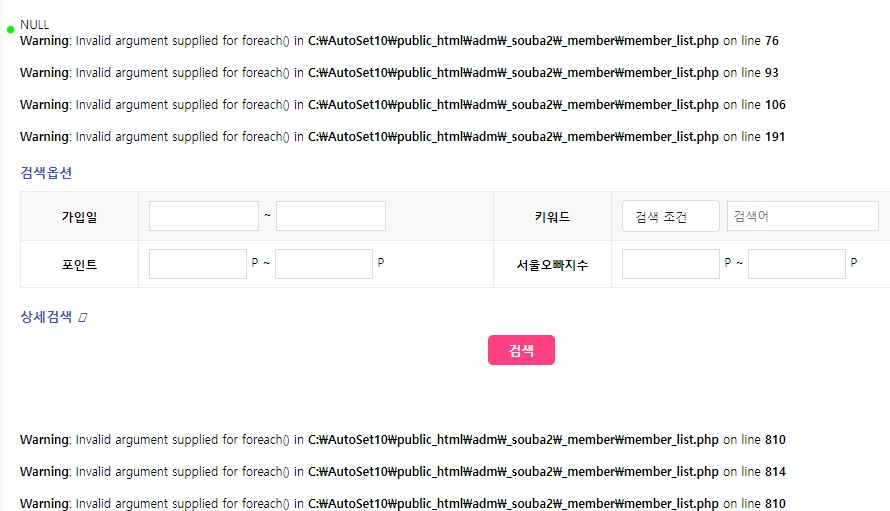 NULL
Warning: Invalid argument supplied for foreach() in C:₩AutoSet10₩public_html₩adm₩_souba2₩_member₩member_list.php on line 76
Warning: Invalid argument supplied for foreach() in C:₩AutoSet10₩public_html₩adm₩_souba2₩_member₩member_list.php on line 93
Warning: Invalid argument supplied for foreach() in C:₩AutoSet10₩public_html₩adm₩_souba2₩_member₩member_list.php on line 106
Warning: Invalid argument supplied for foreach() in C:₩AutoSet10₩public_html₩adm₩_souba2₩_member₩member_list.php on line 191
검색옵션
가입일 ~ 키워드 검색 조건 검색어
포인트 P ~ P 서울오빠지수 P ~ P
상세검색
검색
Warning: Invalid argument supplied for foreach() in C:₩AutoSet10₩public_html₩adm₩_souba2₩_member₩member_list.php on line 810
Warning: Invalid argument supplied for foreach() in C:₩AutoSet10₩public_html₩adm₩_souba2₩_member₩member_list.php on line 814
Warning: Invalid argument supplied for foreach() in C:₩AutoSet10₩public_html₩adm₩_souba2₩_member₩member_list.php on line 810